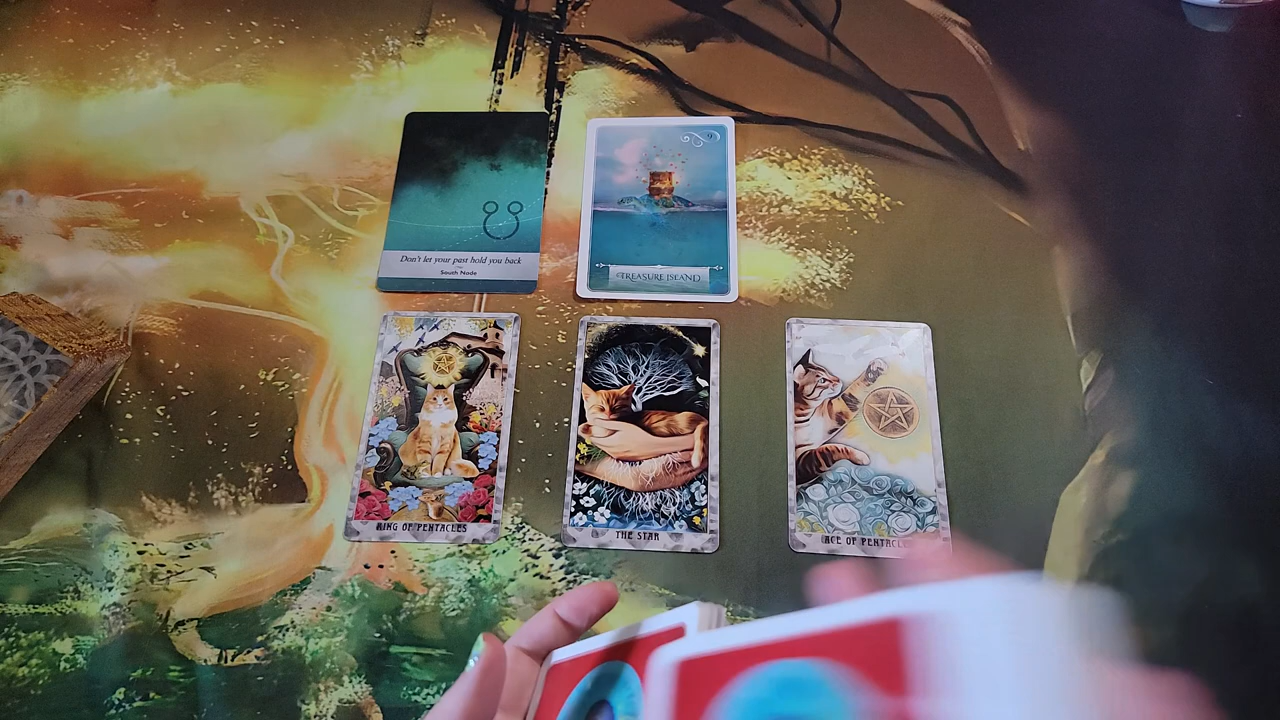 Don't let your past hold you back
South Node
9
TREASURE ISLAND
KING OF PENTACLES
THE STAR
ACE OF PENTACLES